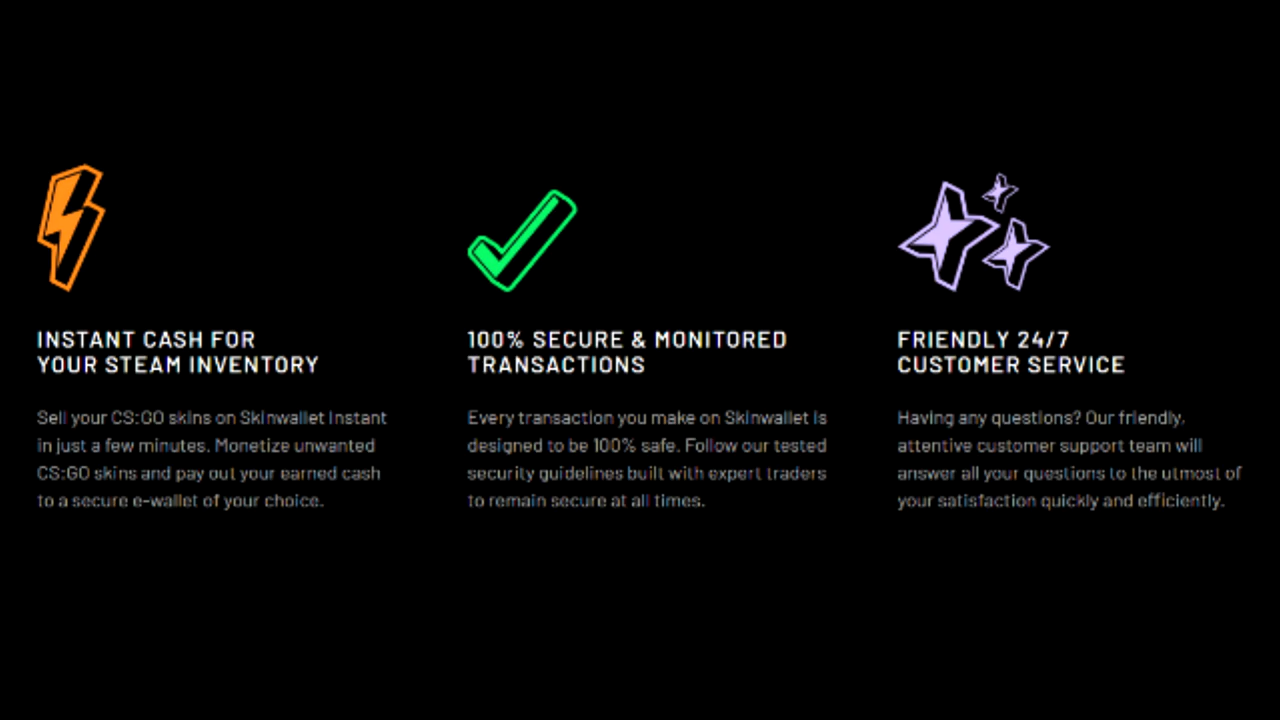 INSTANT CASH FOR
YOUR STEAM INVENTORY
Sell your CS:GO skins on Skinwallet Instant
in just a few minutes. Monetize unwanted
CS:GO skins and pay out your earned cash
to a secure e-wallet of your choice.
100% SECURE & MONITORED
TRANSACTIONS
Every transaction you make on Skinwallet is
designed to be 100% safe. Follow our tested
security guidelines built with expert traders
to remain secure at all times.
FRIENDLY 24/7
CUSTOMER SERVICE
Having any questions? Our friendly,
attentive customer support team will
answer all your questions to the utmost of
your satisfaction quickly and efficiently.